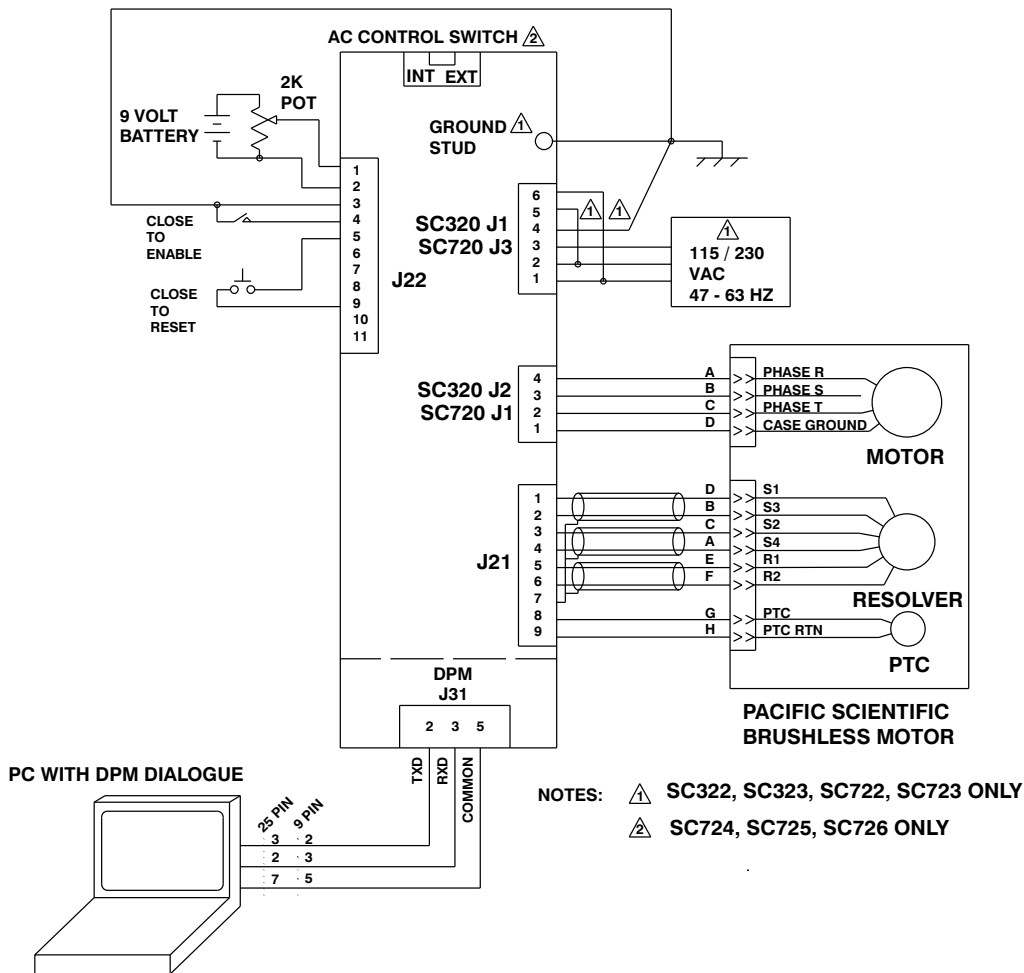 AC CONTROL SWITCH 2
INT EXT
2K
POT
9 VOLT
BATTERY
GROUND 1
STUD
1
2
3
4
5
6
7
8
9
10
11
J22
CLOSE
TO
ENABLE
CLOSE
TO
RESET
6
5
4
3
2
1
SC320 J1
SC720 J3
1 1
1
115 / 230
VAC
47 - 63 HZ
SC320 J2
SC720 J1
4
3
2
1
A PHASE R
B PHASE S
C PHASE T
D CASE GROUND
MOTOR
J21
1
2
3
4
5
6
7
8
9
D S1
B S3
C S2
A S4
E R1
F R2
RESOLVER
G PTC
H PTC RTN
PTC
PACIFIC SCIENTIFIC
BRUSHLESS MOTOR
DPM
J31
2 3 5
TXD
RXD
COMMON
PC WITH DPM DIALOGUE
25 PIN
9 PIN
3 2
2 3
7 5
NOTES: 1 SC322, SC323, SC722, SC723 ONLY
2 SC724, SC725, SC726 ONLY